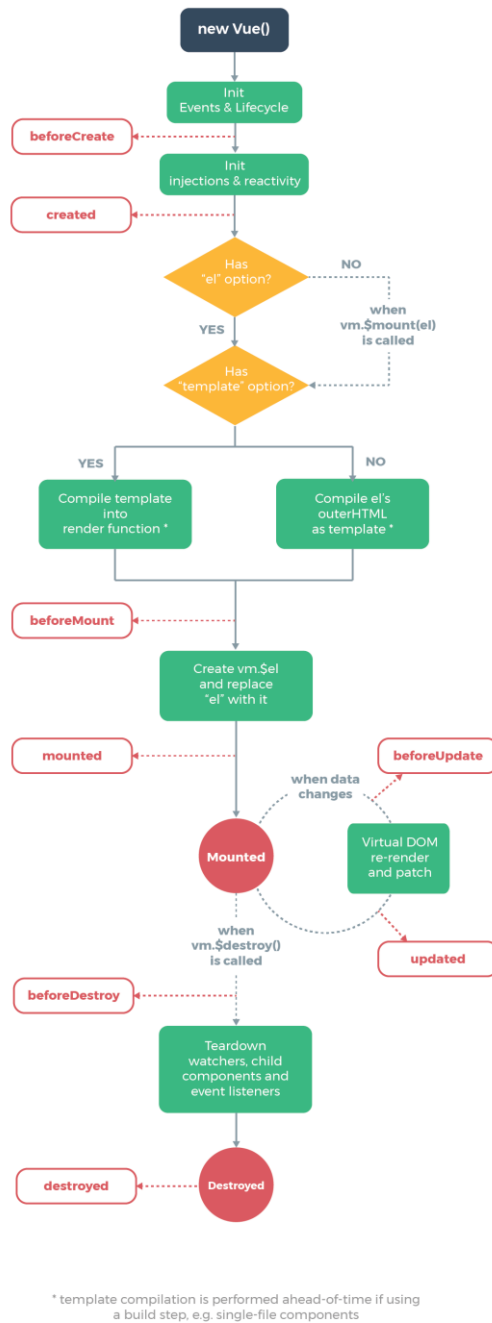 new Vue()
Init
Events & Lifecycle
beforeCreate
Init
injections & reactivity
created
Has
“el” option?
NO
when
vm.$mount(el)
is called
YES
Has
“template” option?
YES
NO
Compile template
into
render function *
Compile el’s
outerHTML
as template *
beforeMount
Create vm.$el
and replace
“el” with it
mounted
beforeUpdate
when data
changes
Mounted
Virtual DOM
re-render
and patch
when
vm.$destroy()
is called
updated
beforeDestroy
Teardown
watchers, child
components and
event listeners
destroyed
Destroyed
* template compilation is performed ahead-of-time if using
a build step, e.g. single-file components